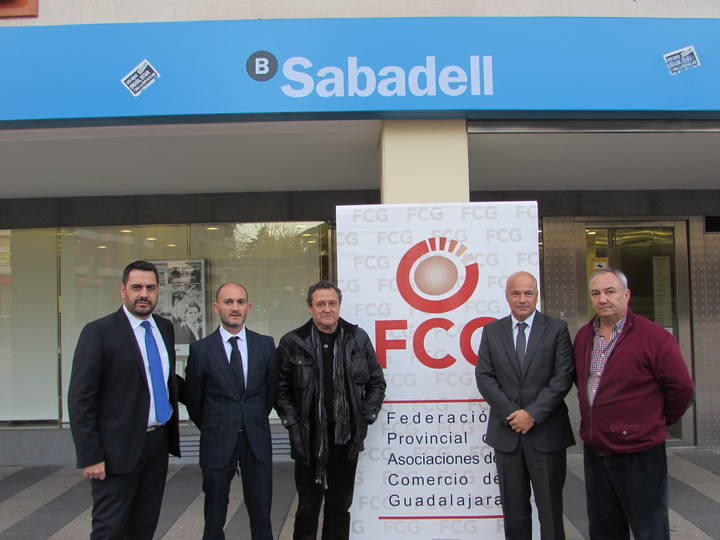 B Sabadell
FCG
Federació
Provincial d
Asociaciones de
Comercio de
Guadalajara